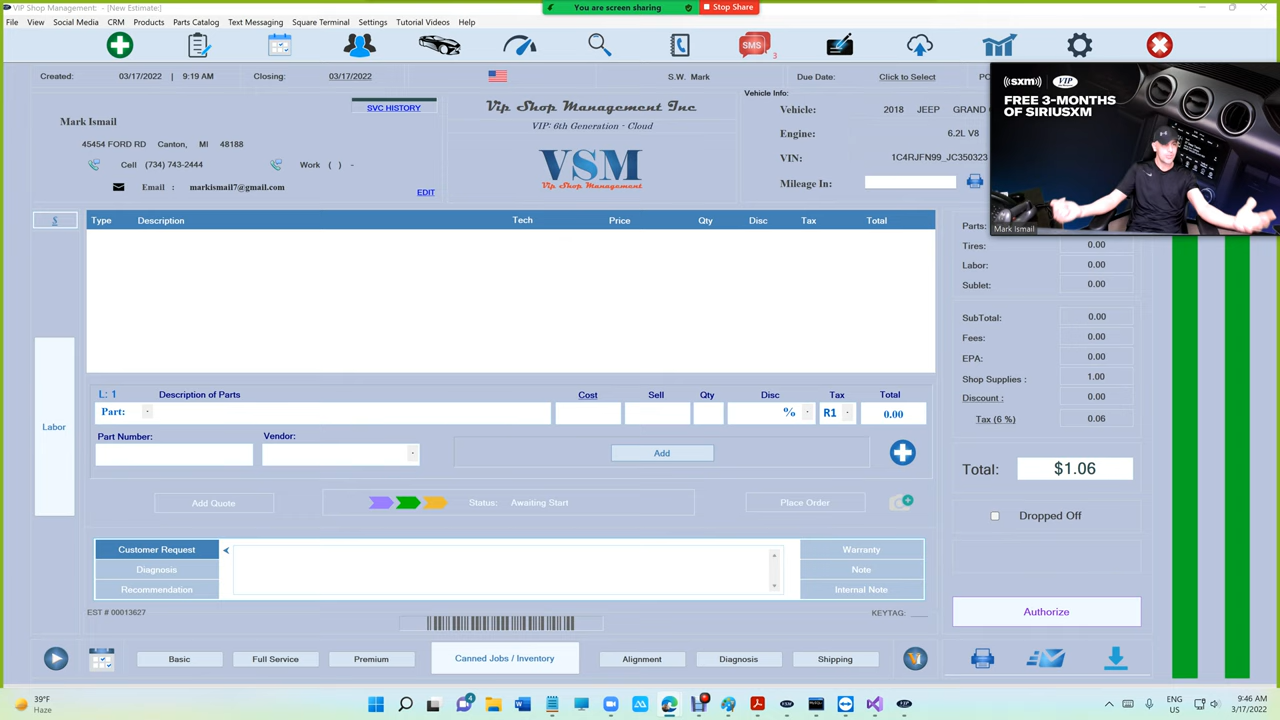 VIP Shop Management: - [New Estimate:]
You are screen sharing
Stop Share
File View Social Media CRM Products Parts Catalog Text Messaging Square Terminal Settings Tutorial Videos Help
SMS 3
Created: 03/17/2022 | 9:19 AM Closing: 03/17/2022
S.W. Mark
Due Date: Click to Select
SVC HISTORY
Mark Ismail
45454 FORD RD Canton, MI 48188
Cell (734) 743-2444 Work ( ) -
Email : markismail7@gmail.com
EDIT
Vip Shop Management Inc
VIP: 6th Generation - Cloud
VSM
Vip Shop Management
Vehicle Info:
Vehicle: 2018 JEEP GRAND
Engine: 6.2L V8
VIN: 1C4RJFN99_JC350323
Mileage In:
((sxm)) VIP
FREE 3-MONTHS
OF SIRIUSXM
Mark Ismail
$
Type Description Tech Price Qty Disc Tax Total
Labor
Parts:
Tires: 0.00
Labor: 0.00
Sublet: 0.00
SubTotal: 0.00
Fees: 0.00
EPA: 0.00
Shop Supplies : 1.00
Discount : 0.00
Tax (6 %) 0.06
Total: $1.06
Dropped Off
Authorize
L: 1 Description of Parts Cost Sell Qty Disc Tax Total
Part: % R1 0.00
Part Number: Vendor:
Add
Add Quote
Status: Awaiting Start
Place Order
Customer Request
Diagnosis
Recommendation
Warranty
Note
Internal Note
EST # 00013627
KEYTAG:
Basic Full Service Premium Canned Jobs / Inventory Alignment Diagnosis Shipping
39°F
Haze
ENG
US
9:46 AM
3/17/2022